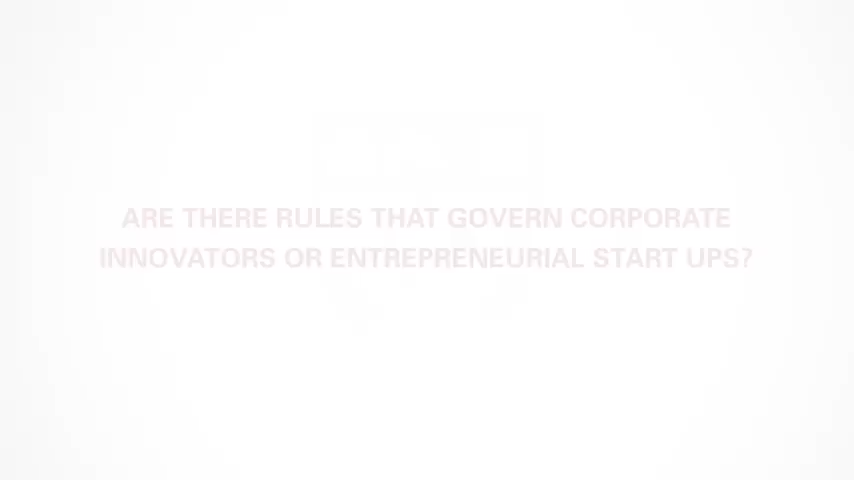 ARE THERE RULES THAT GOVERN CORPORATE
INNOVATORS OR ENTREPRENEURIAL START UPS?